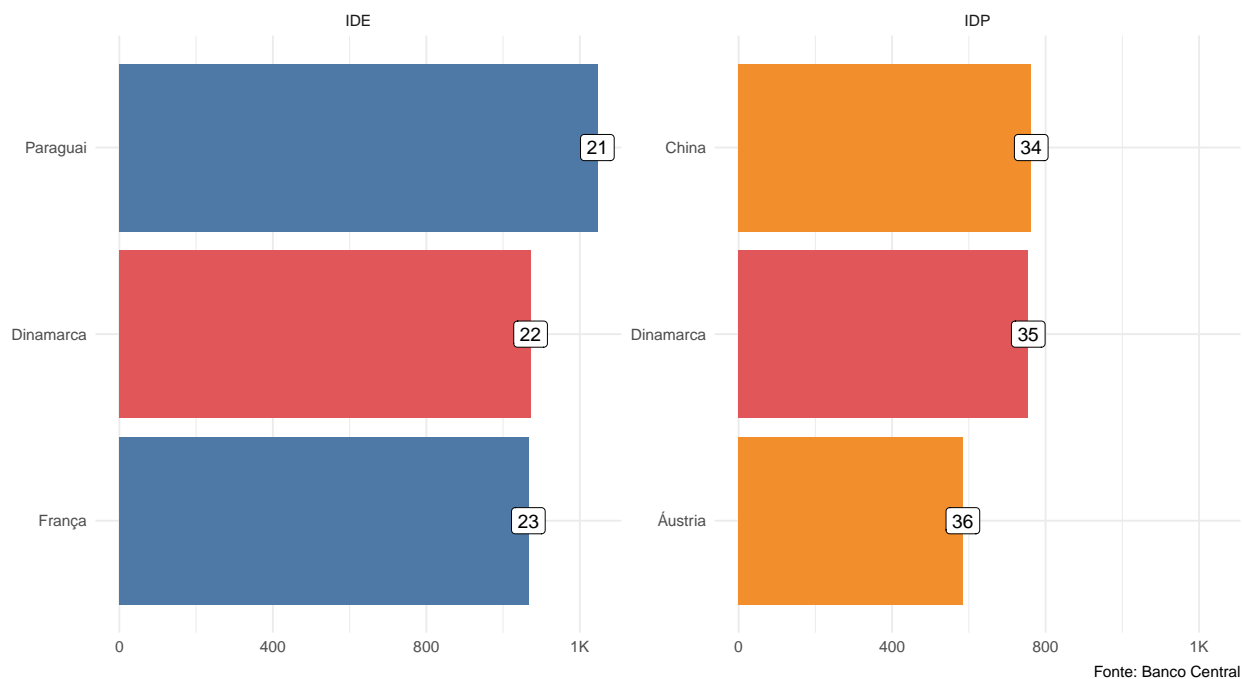 IDE
Paraguai
21
Dinamarca
22
França
23
0
400
800
1K
IDP
China
34
Dinamarca
35
Áustria
36
0
400
800
1K
Fonte: Banco Central